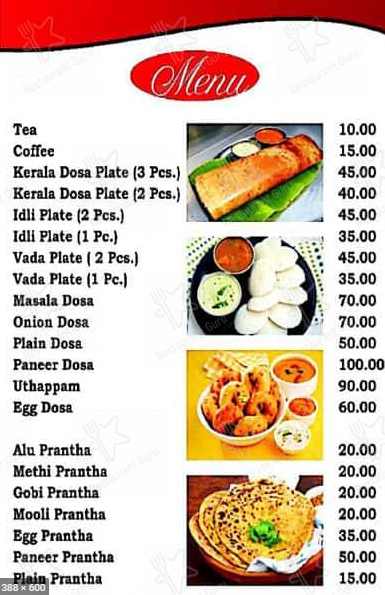 Menu
Tea 10.00
Coffee 15.00
Kerala Dosa Plate (3 Pcs.) 45.00
Kerala Dosa Plate (2 Pcs.) 40.00
Idli Plate (2 Pcs.) 45.00
Idli Plate (1 Pc.) 35.00
Vada Plate ( 2 Pcs.) 45.00
Vada Plate (1 Pc.) 35.00
Masala Dosa 70.00
Onion Dosa 70.00
Plain Dosa 50.00
Paneer Dosa 100.00
Uthappam 90.00
Egg Dosa 60.00
Alu Prantha 20.00
Methi Prantha 20.00
Gobi Prantha 20.00
Mooli Prantha 20.00
Egg Prantha 35.00
Paneer Prantha 50.00
Plain Prantha 15.00
388 × 600
Restaurant Guru